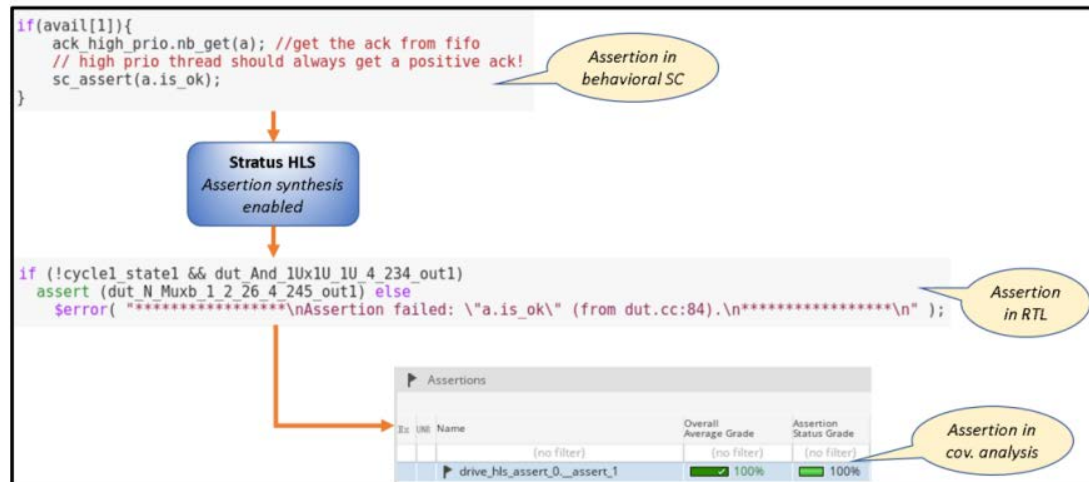 if(avail[1]){
ack_high_prio.nb_get(a); //get the ack from fifo
// high prio thread should always get a positive ack!
sc_assert(a.is_ok);
}
Assertion in
behavioral SC
Stratus HLS
Assertion synthesis
enabled
if (!cycle1_state1 && dut_And_1Ux1U_1U_4_234_out1)
assert (dut_N_Muxb_1_2_26_4_245_out1) else
$error( "*****************\nAssertion failed: \"a.is_ok\" (from dut.cc:84).\n*****************\n" );
Assertion
in RTL
Assertions
Ex UNR Name Overall Average Grade Assertion Status Grade
(no filter) (no filter) (no filter)
drive_hls_assert_0.__assert_1 100% 100%
Assertion in
cov. analysis